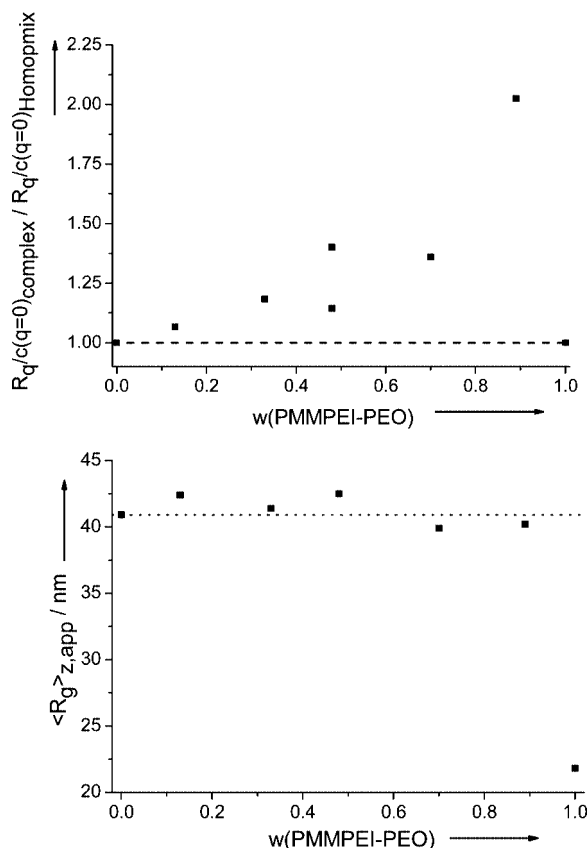 R_q/c(q=0)_complex / R_q/c(q=0)_Homopmix
2.25
2.00
1.75
1.50
1.25
1.00
0.0 0.2 0.4 0.6 0.8 1.0
w(PMMPEI-PEO)
<R_g>_z,app / nm
45
40
35
30
25
20
0.0 0.2 0.4 0.6 0.8 1.0
w(PMMPEI-PEO)